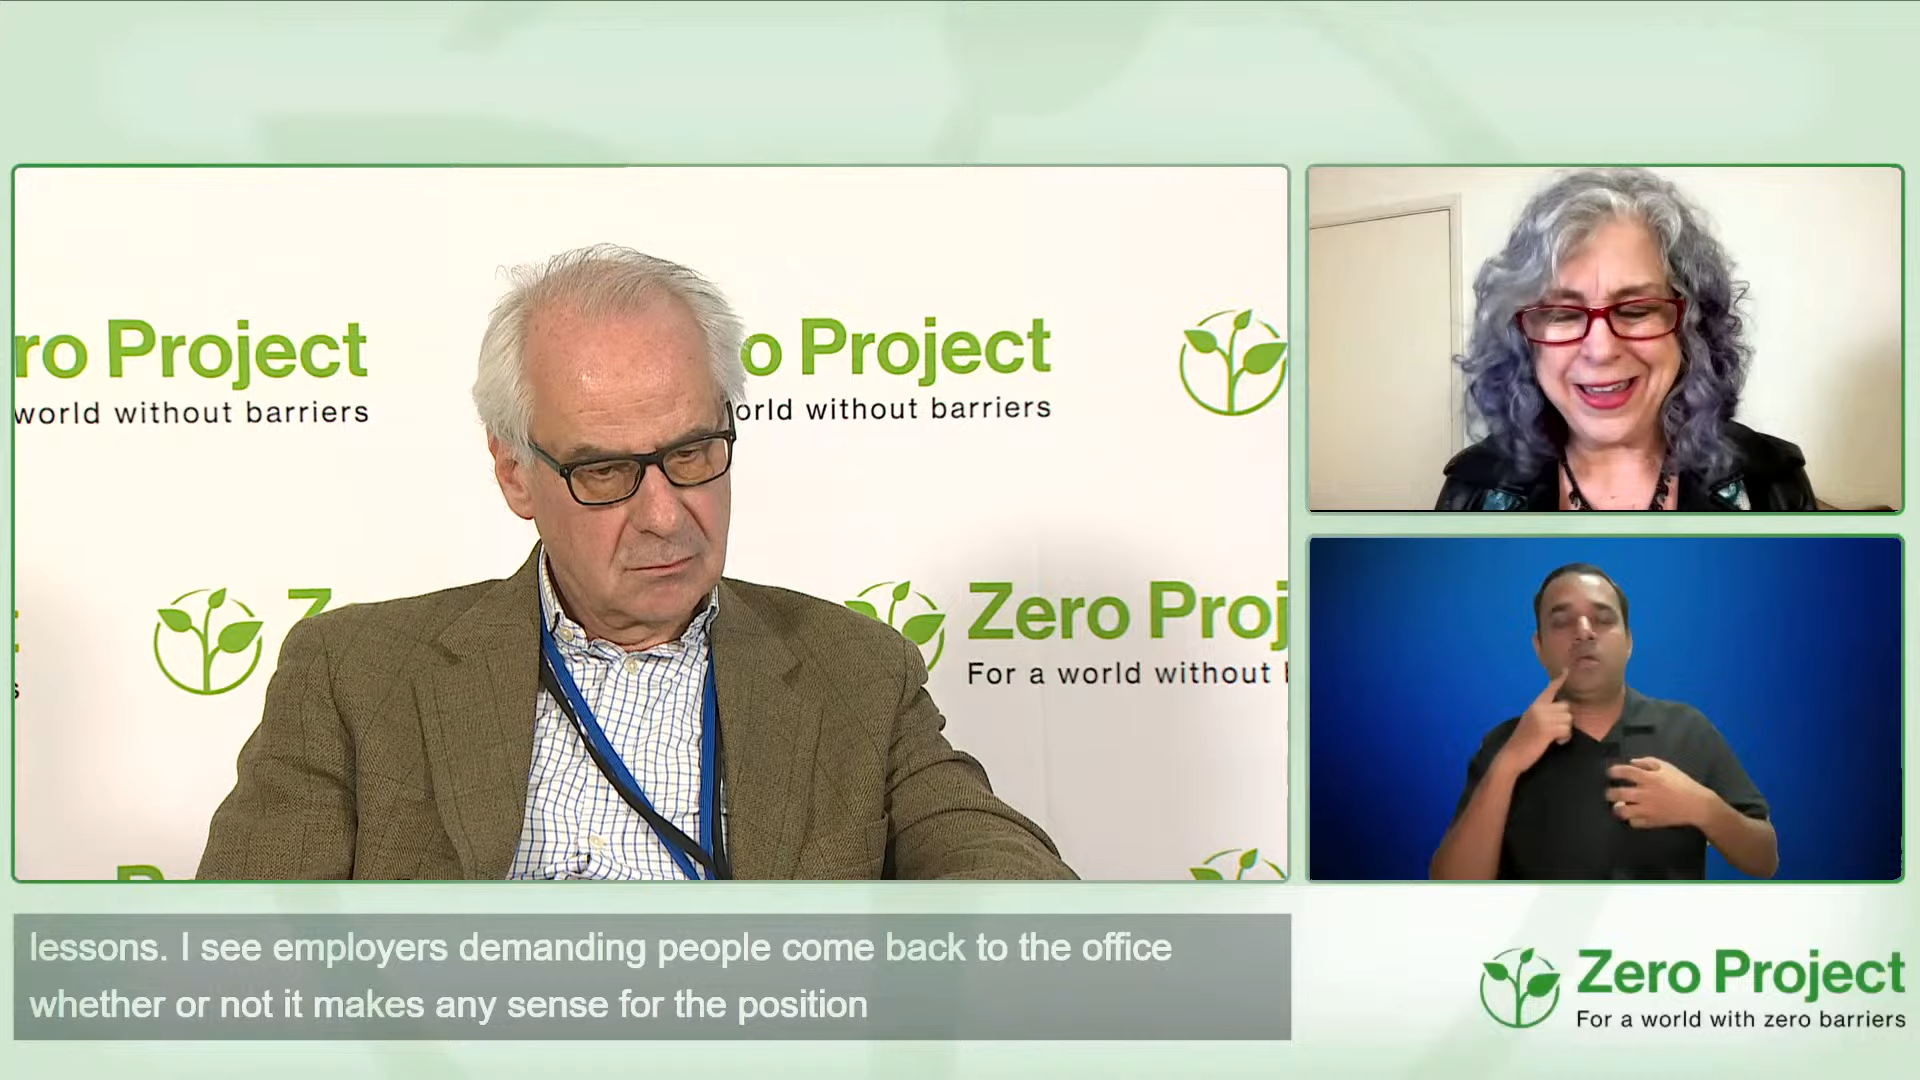 ro Project
world without barriers
o Project
orld without barriers
Zero Proj
For a world without
lessons. I see employers demanding people come back to the office
whether or not it makes any sense for the position
Zero Project
For a world with zero barriers